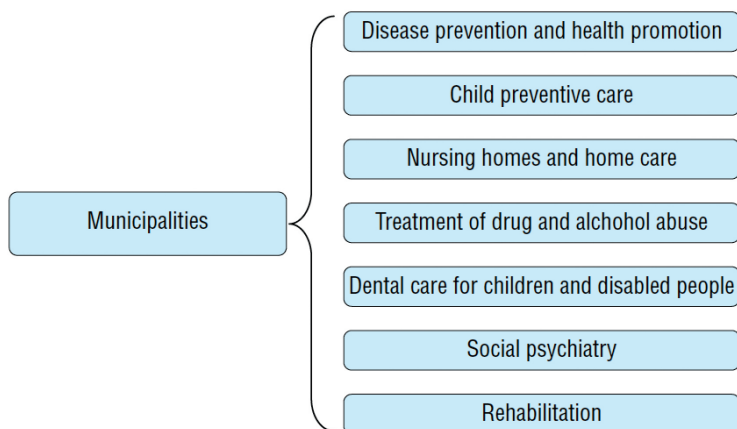 Disease prevention and health promotion
Child preventive care
Nursing homes and home care
Municipalities
Treatment of drug and alchohol abuse
Dental care for children and disabled people
Social psychiatry
Rehabilitation